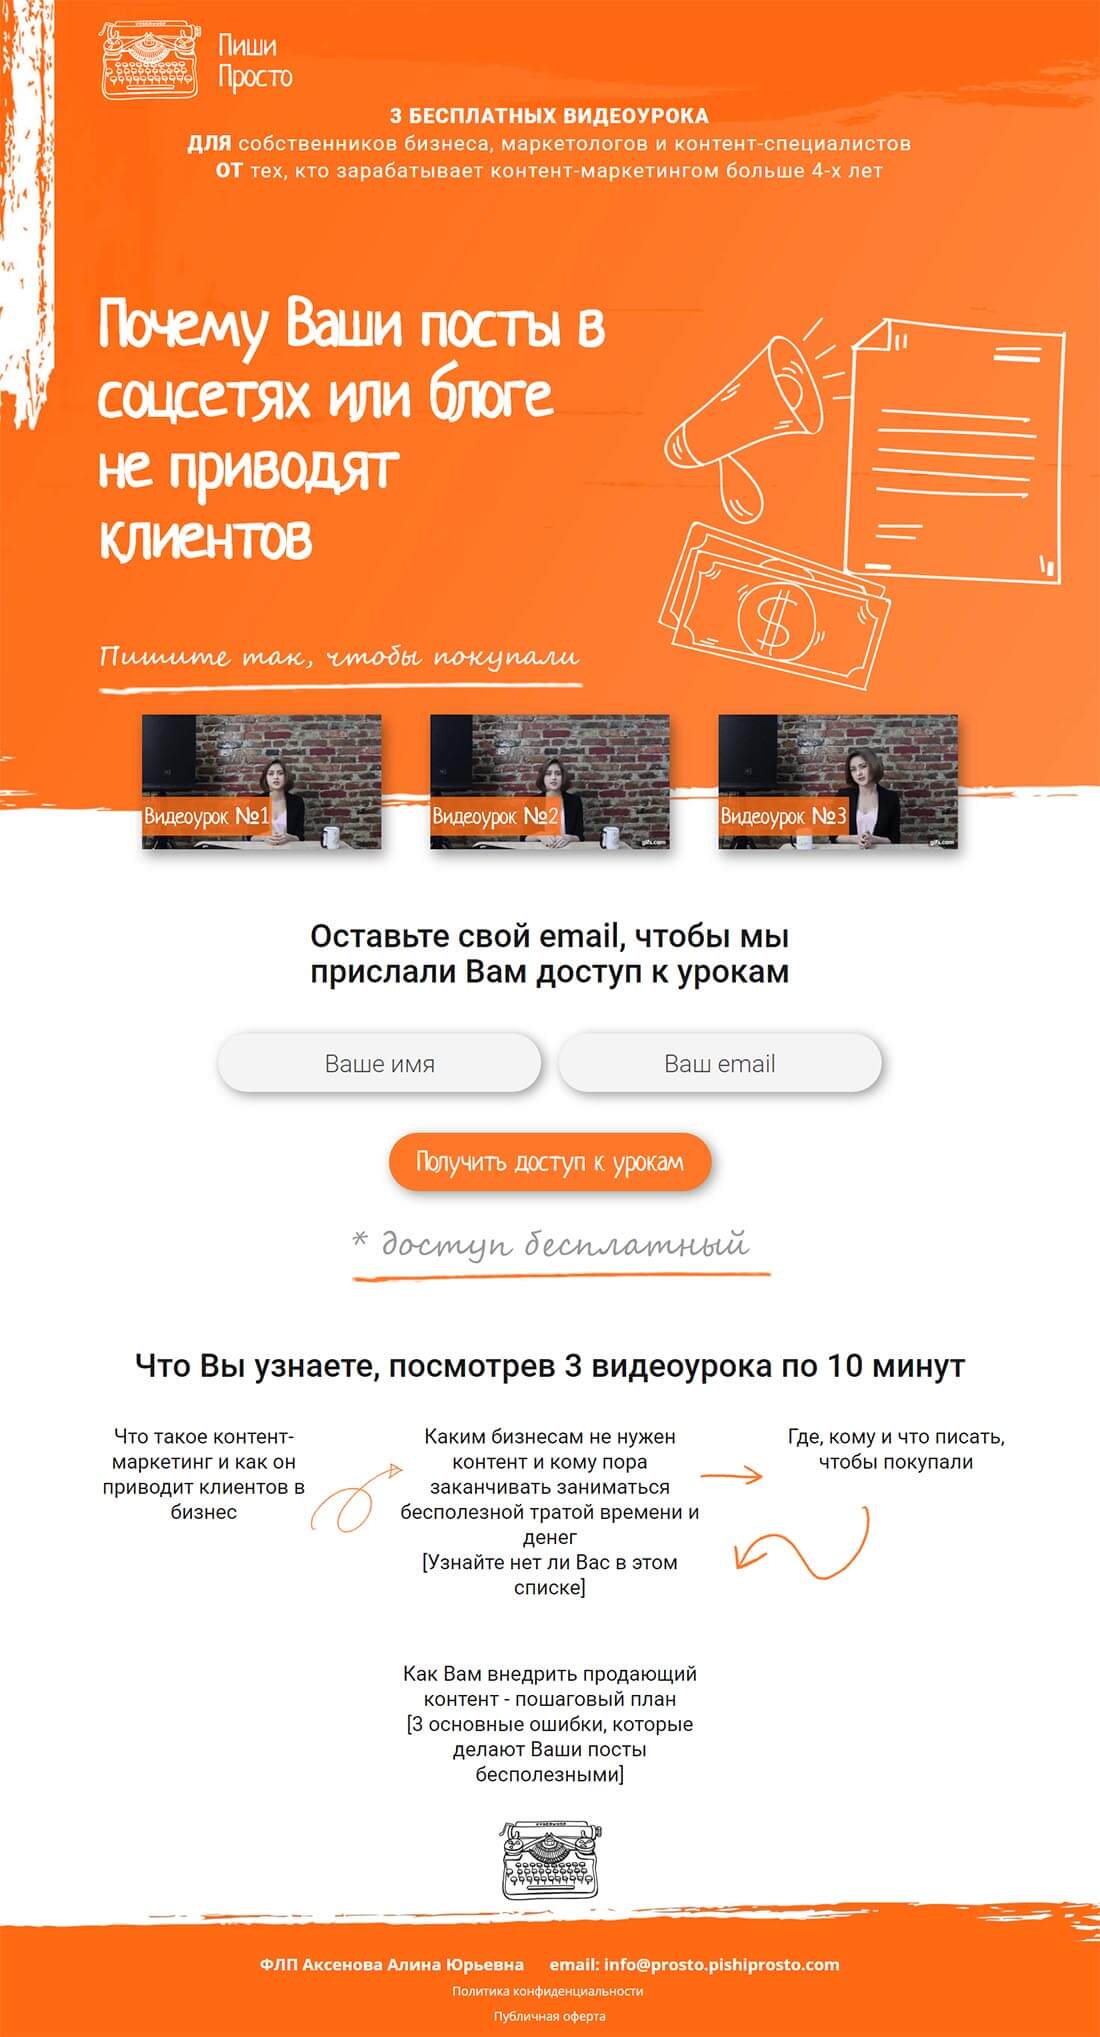 Пиши
Просто
3 БЕСПЛАТНЫХ ВИДЕОУРОКА
ДЛЯ собственников бизнеса, маркетологов и контент-специалистов
ОТ тех, кто зарабатывает контент-маркетингом больше 4-х лет
Почему Ваши посты в
соцсетях или блоге
не приводят
клиентов
Пишите так, чтобы покупали
Видеоурок №1
Видеоурок №2
gifs.com
Видеоурок №3
gifs.com
Оставьте свой email, чтобы мы
прислали Вам доступ к урокам
Ваше имя
Ваш email
Получить доступ к урокам
* доступ бесплатный
Что Вы узнаете, посмотрев 3 видеоурока по 10 минут
Что такое контент-
маркетинг и как он
приводит клиентов в
бизнес
Каким бизнесам не нужен
контент и кому пора
заканчивать заниматься
бесполезной тратой времени и
денег
[Узнайте нет ли Вас в этом
списке]
Где, кому и что писать,
чтобы покупали
Как Вам внедрить продающий
контент - пошаговый план
[3 основные ошибки, которые
делают Ваши посты
бесполезными]
ФЛП Аксенова Алина Юрьевна email: info@prosto.pishiprosto.com
Политика конфиденциальности
Публичная оферта